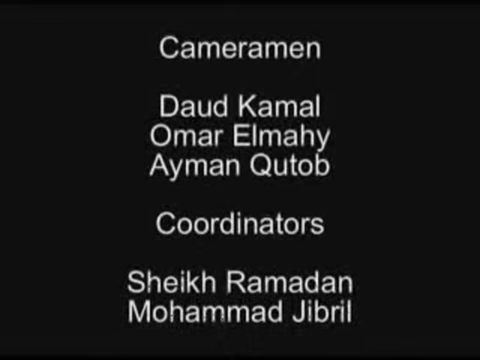 Cameramen
Daud Kamal
Omar Elmahy
Ayman Qutob
Coordinators
Sheikh Ramadan
Mohammad Jibril